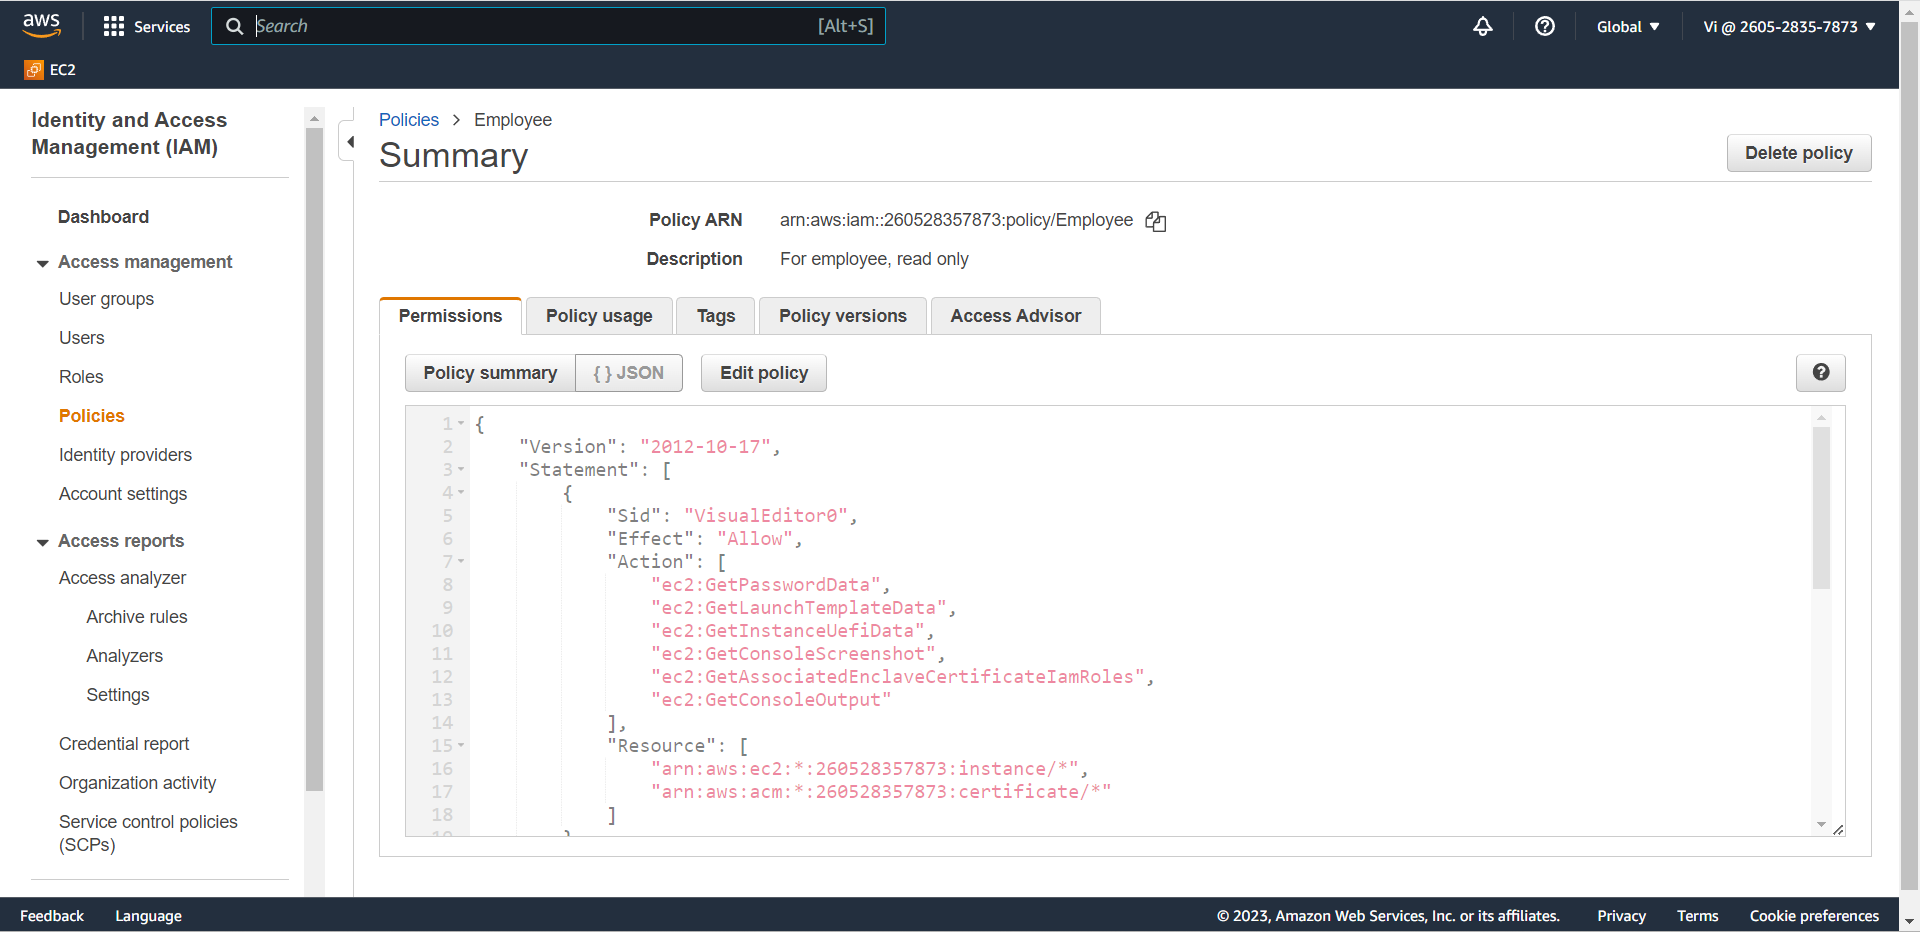 aws
Services
Search
[Alt+S]
Global
Vi @ 2605-2835-7873
EC2
Identity and Access
Management (IAM)
Dashboard
Access management
User groups
Users
Roles
Policies
Identity providers
Account settings
Access reports
Access analyzer
Archive rules
Analyzers
Settings
Credential report
Organization activity
Service control policies
(SCPs)
Policies > Employee
Summary
Delete policy
Policy ARN arn:aws:iam::260528357873:policy/Employee
Description For employee, read only
Permissions
Policy usage
Tags
Policy versions
Access Advisor
Policy summary
{ } JSON
Edit policy
1 {
2 "Version": "2012-10-17",
3 "Statement": [
4 {
5 "Sid": "VisualEditor0",
6 "Effect": "Allow",
7 "Action": [
8 "ec2:GetPasswordData",
9 "ec2:GetLaunchTemplateData",
10 "ec2:GetInstanceUefiData",
11 "ec2:GetConsoleScreenshot",
12 "ec2:GetAssociatedEnclaveCertificateIamRoles",
13 "ec2:GetConsoleOutput"
14 ],
15 "Resource": [
16 "arn:aws:ec2:*:260528357873:instance/*",
17 "arn:aws:acm:*:260528357873:certificate/*"
18 ]
Feedback
Language
© 2023, Amazon Web Services, Inc. or its affiliates.
Privacy
Terms
Cookie preferences